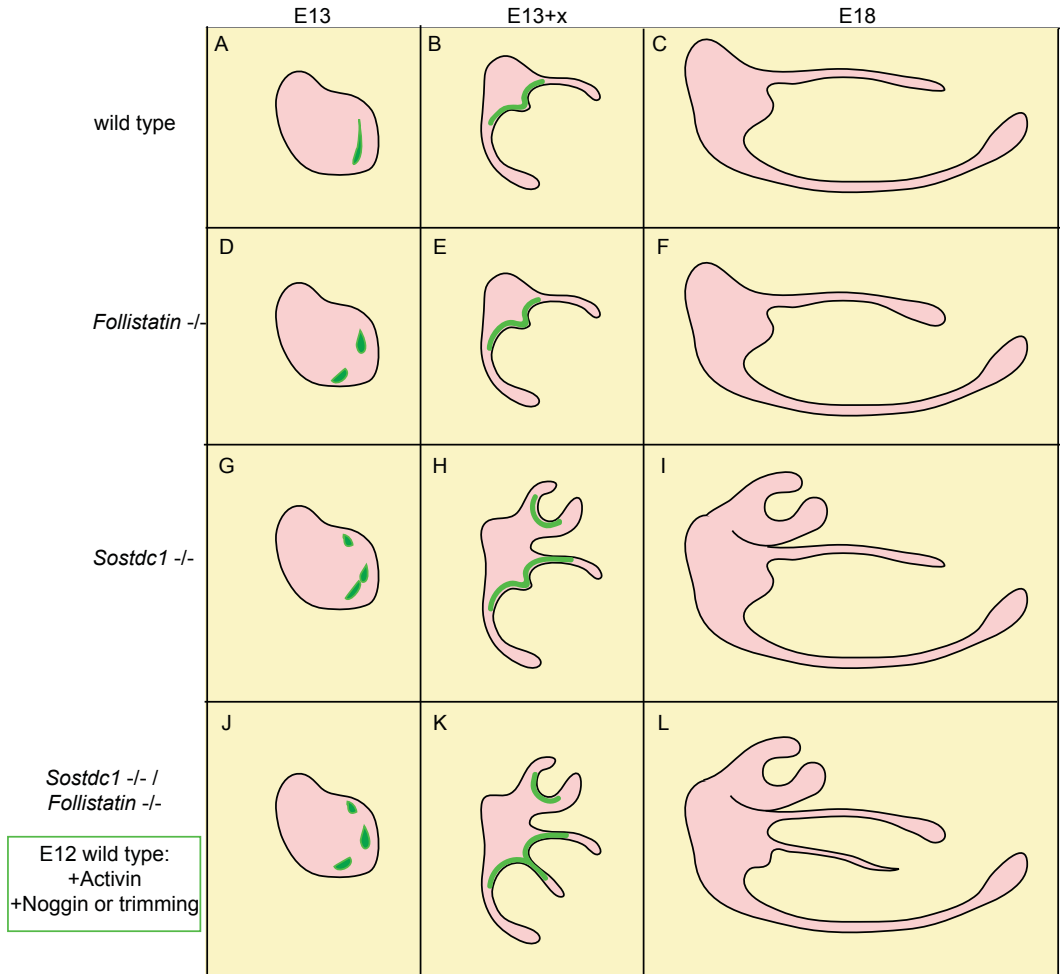 E13 E13+x E18
A B C
wild type
D E F
Follistatin -/-
G H I
Sostdc1 -/-
J K L
Sostdc1 -/- /
Follistatin -/-
E12 wild type:
+Activin
+Noggin or trimming